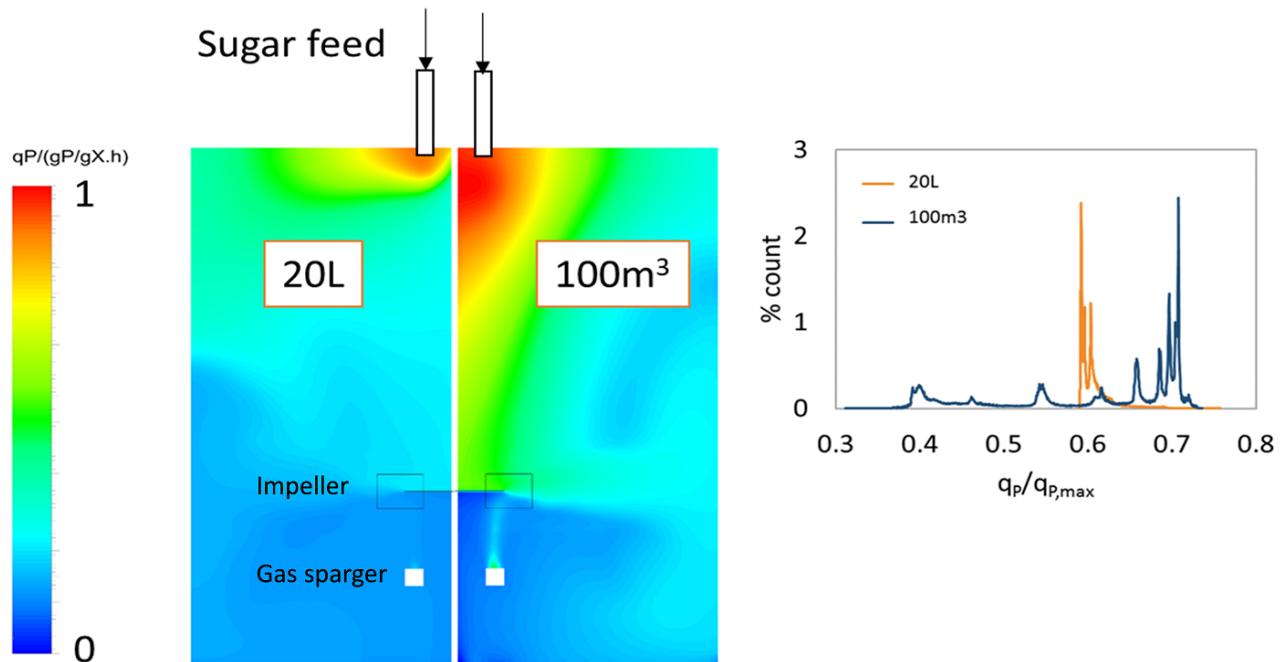 Sugar feed
qP/(gP/gX.h)
1
0
20L
100m³
Impeller
Gas sparger
3
2
1
0
% count
20L
100m3
0.3 0.4 0.5 0.6 0.7 0.8
qP/qP,max